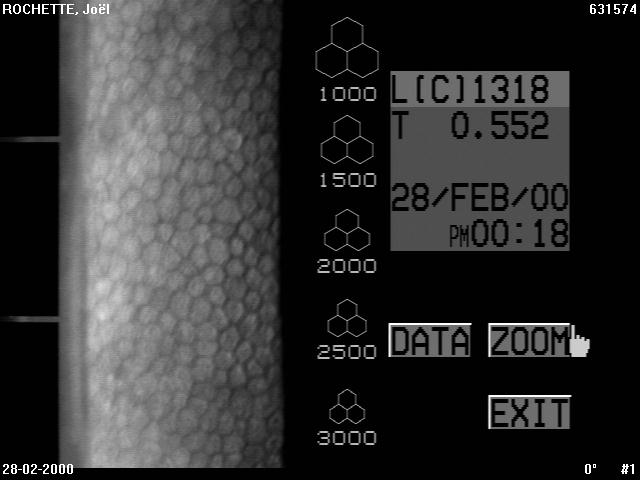 ROCHETTE, Joël
631574
1000
1500
2000
2500
3000
L[C]1318
T 0.552
28/FEB/00
PM00:18
DATA
ZOOM
EXIT
28-02-2000
0° #1